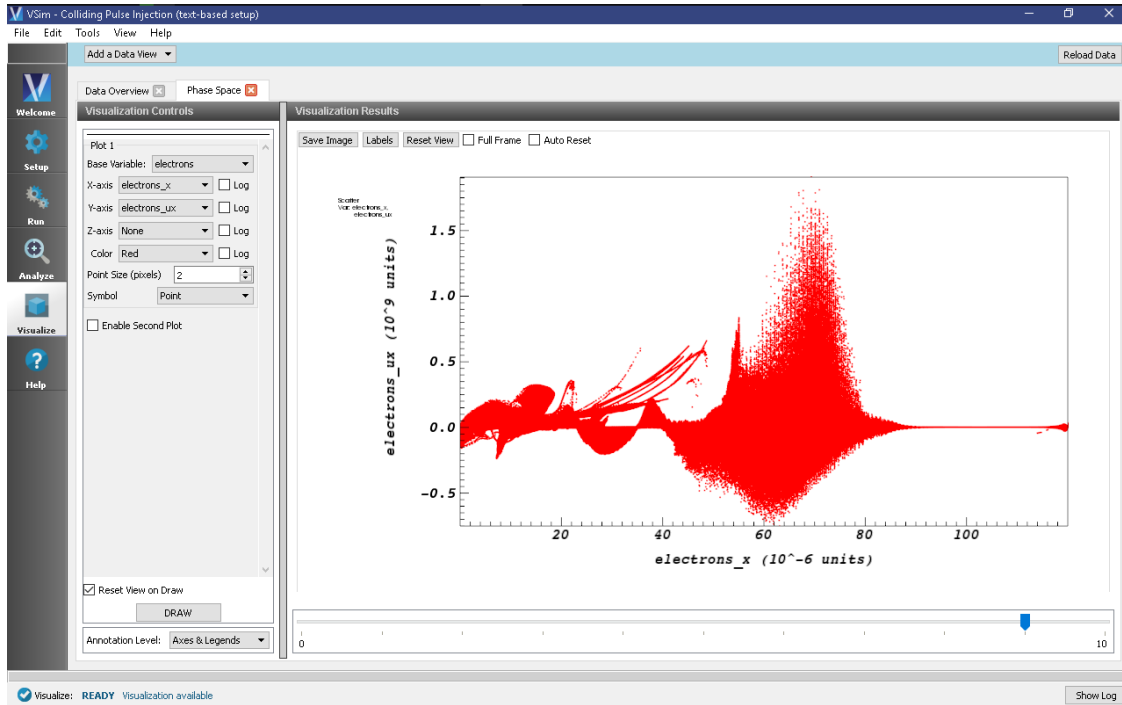 VSim - Colliding Pulse Injection (text-based setup)
File Edit Tools View Help
Add a Data View
Reload Data
Data Overview
Phase Space
Welcome
Setup
Run
Analyze
Visualize
Help
Visualization Controls
Plot 1
Base Variable: electrons
X-axis electrons_x Log
Y-axis electrons_ux Log
Z-axis None Log
Color Red Log
Point Size (pixels) 2
Symbol Point
Enable Second Plot
Reset View on Draw
DRAW
Annotation Level: Axes & Legends
Visualization Results
Save Image Labels Reset View Full Frame Auto Reset
Scatter
Var: electrons_x,
electrons_ux
electrons_ux (10^9 units)
1.5
1.0
0.5
0.0
-0.5
20 40 60 80 100
electrons_x (10^-6 units)
0 10
Visualize: READY Visualization available
Show Log